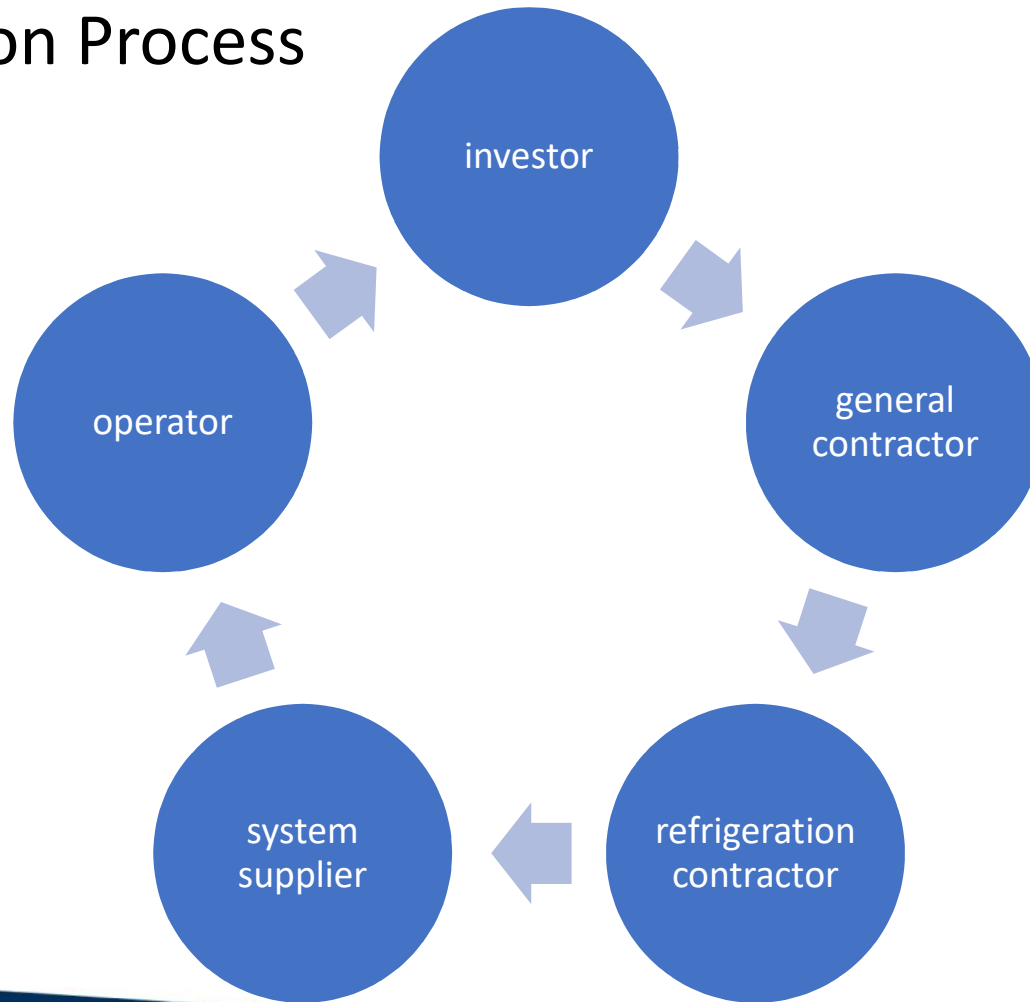 on Process
investor
general
contractor
refrigeration
contractor
system
supplier
operator